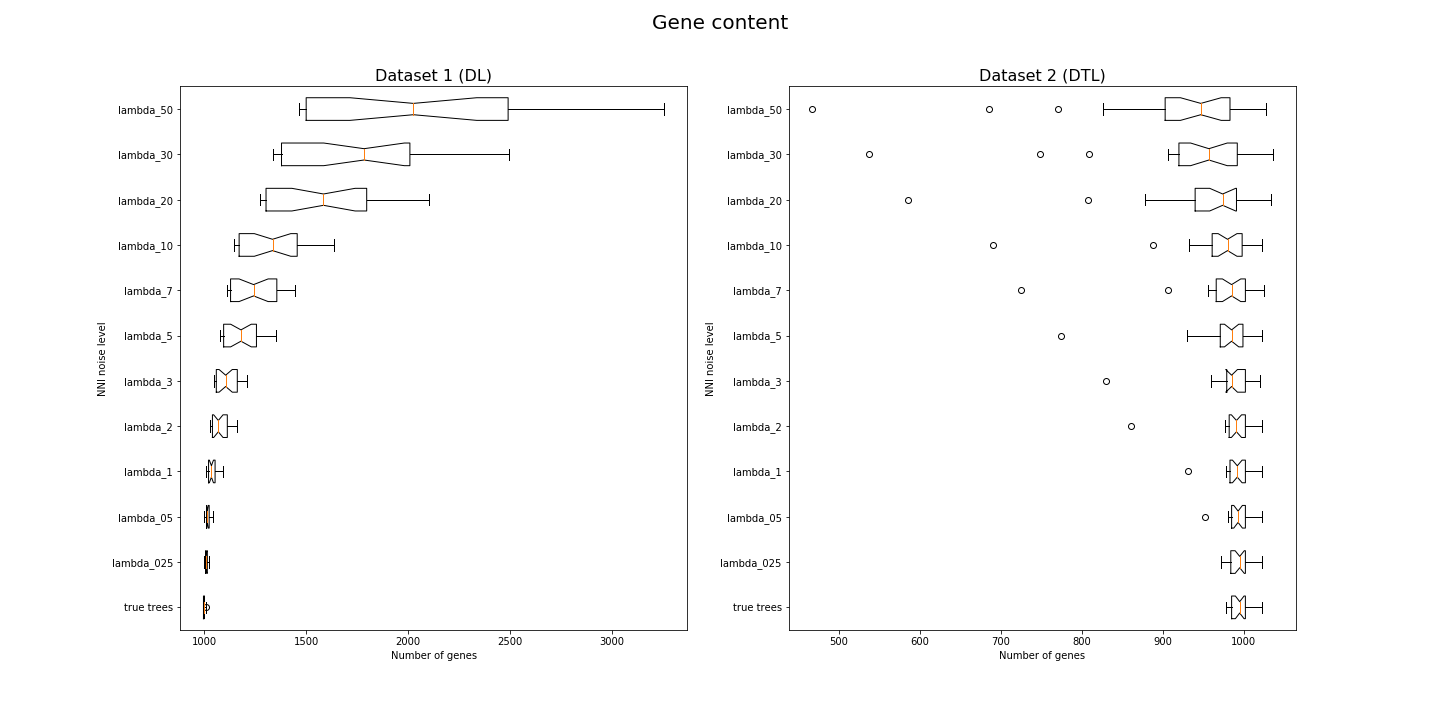 Gene content
Dataset 1 (DL)
lambda_50
lambda_30
lambda_20
lambda_10
lambda_7
lambda_5
lambda_3
lambda_2
lambda_1
lambda_05
lambda_025
true trees
NNI noise level
1000 1500 2000 2500 3000
Number of genes
Dataset 2 (DTL)
lambda_50
lambda_30
lambda_20
lambda_10
lambda_7
lambda_5
lambda_3
lambda_2
lambda_1
lambda_05
lambda_025
true trees
NNI noise level
500 600 700 800 900 1000
Number of genes